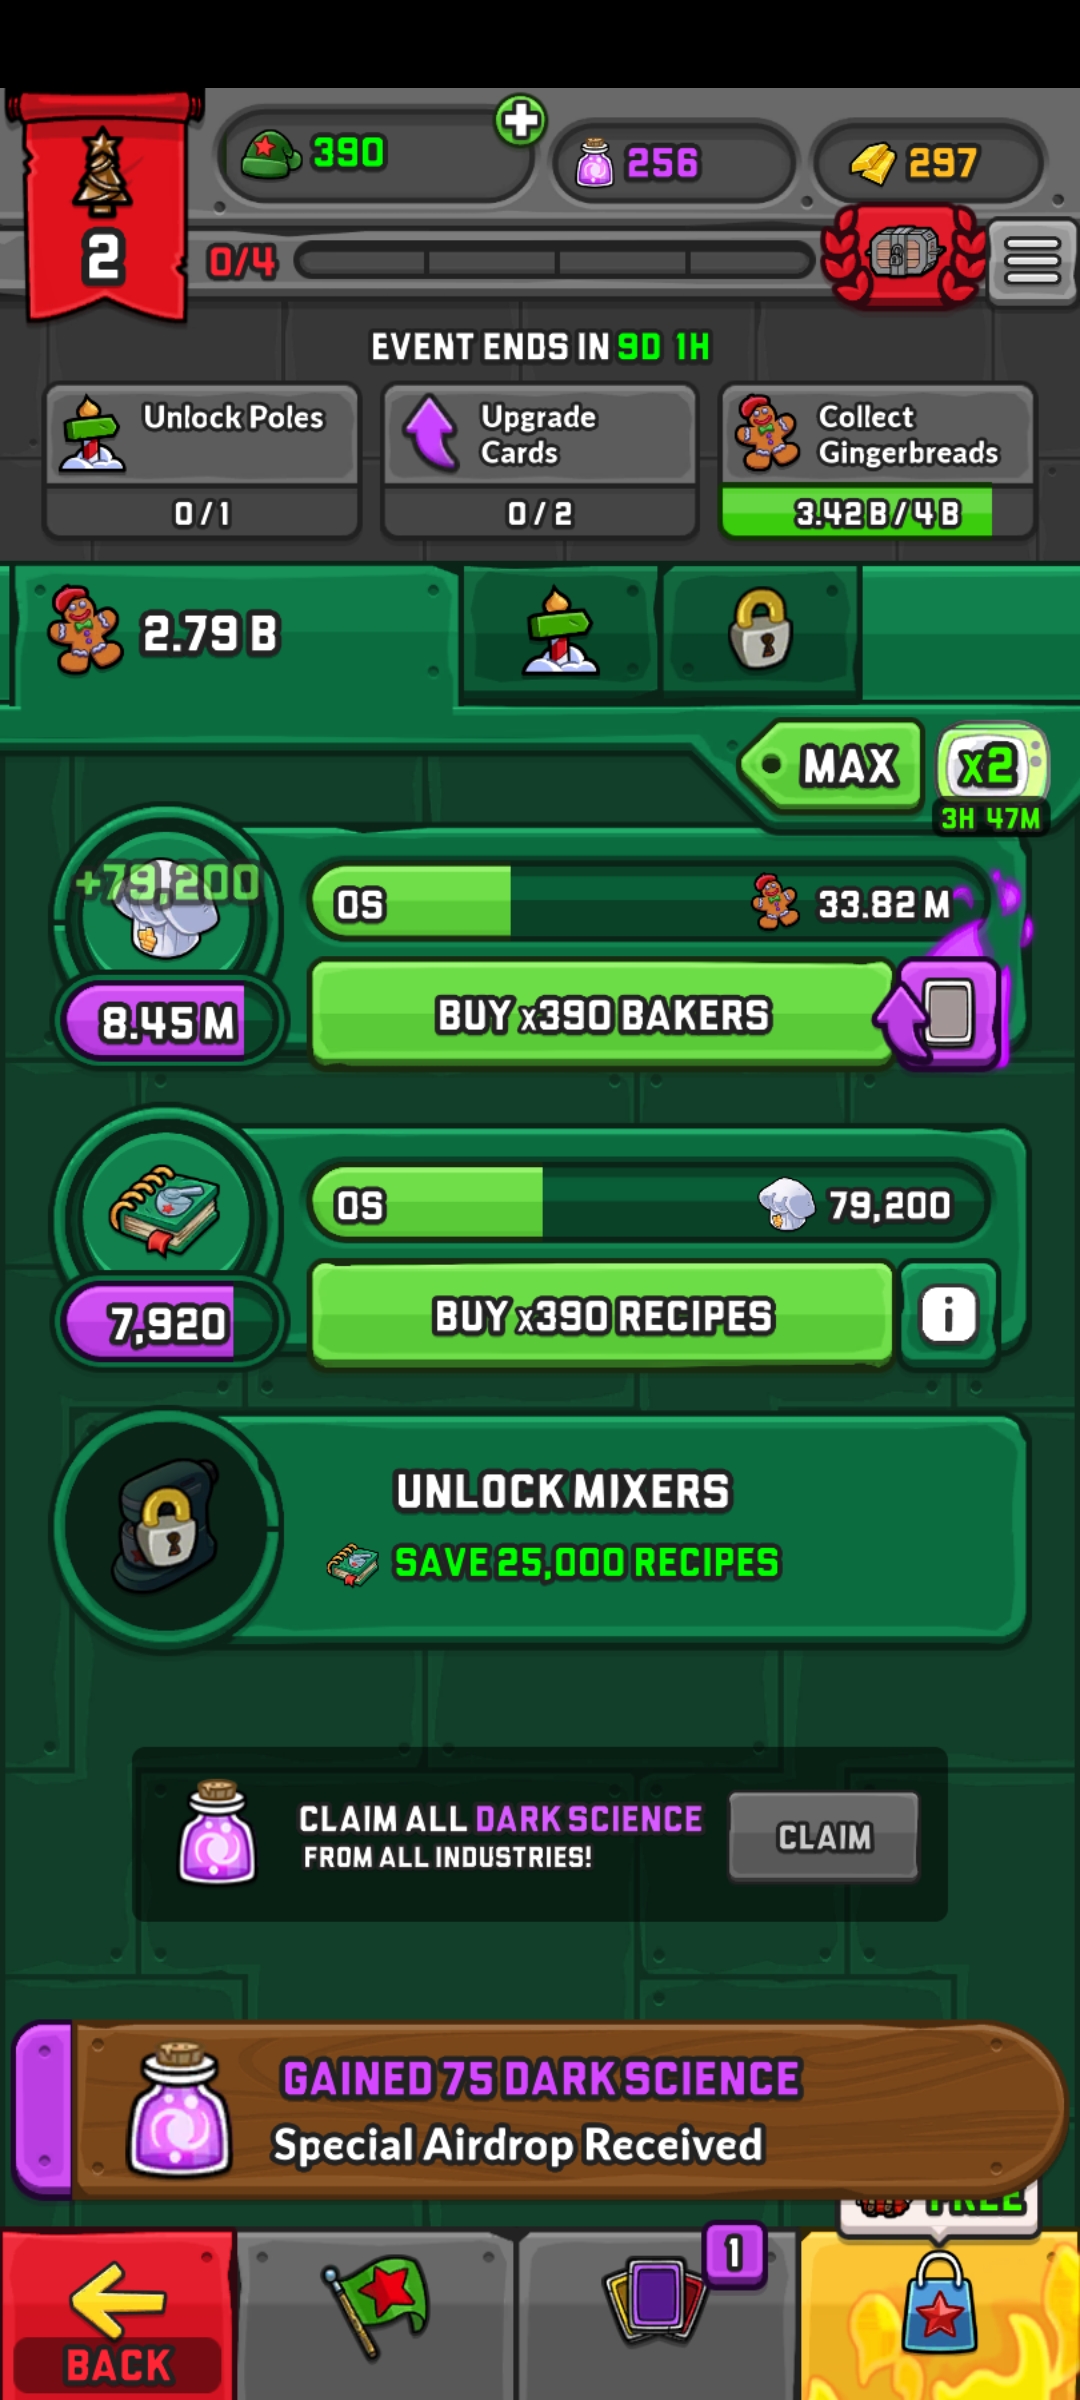 390
256
297
2
0/4
EVENT ENDS IN 9D 1H
Unlock Poles
0/1
Upgrade
Cards
0/2
Collect
Gingerbreads
3.42 B/4 B
2.79 B
MAX
x2
3H 47M
+79,200
0S
33.82 M
8.45 M
BUY x390 BAKERS
0S
79,200
7,920
BUY x390 RECIPES
i
UNLOCK MIXERS
SAVE 25,000 RECIPES
CLAIM ALL DARK SCIENCE
FROM ALL INDUSTRIES!
CLAIM
GAINED 75 DARK SCIENCE
Special Airdrop Received
FREE
1
BACK